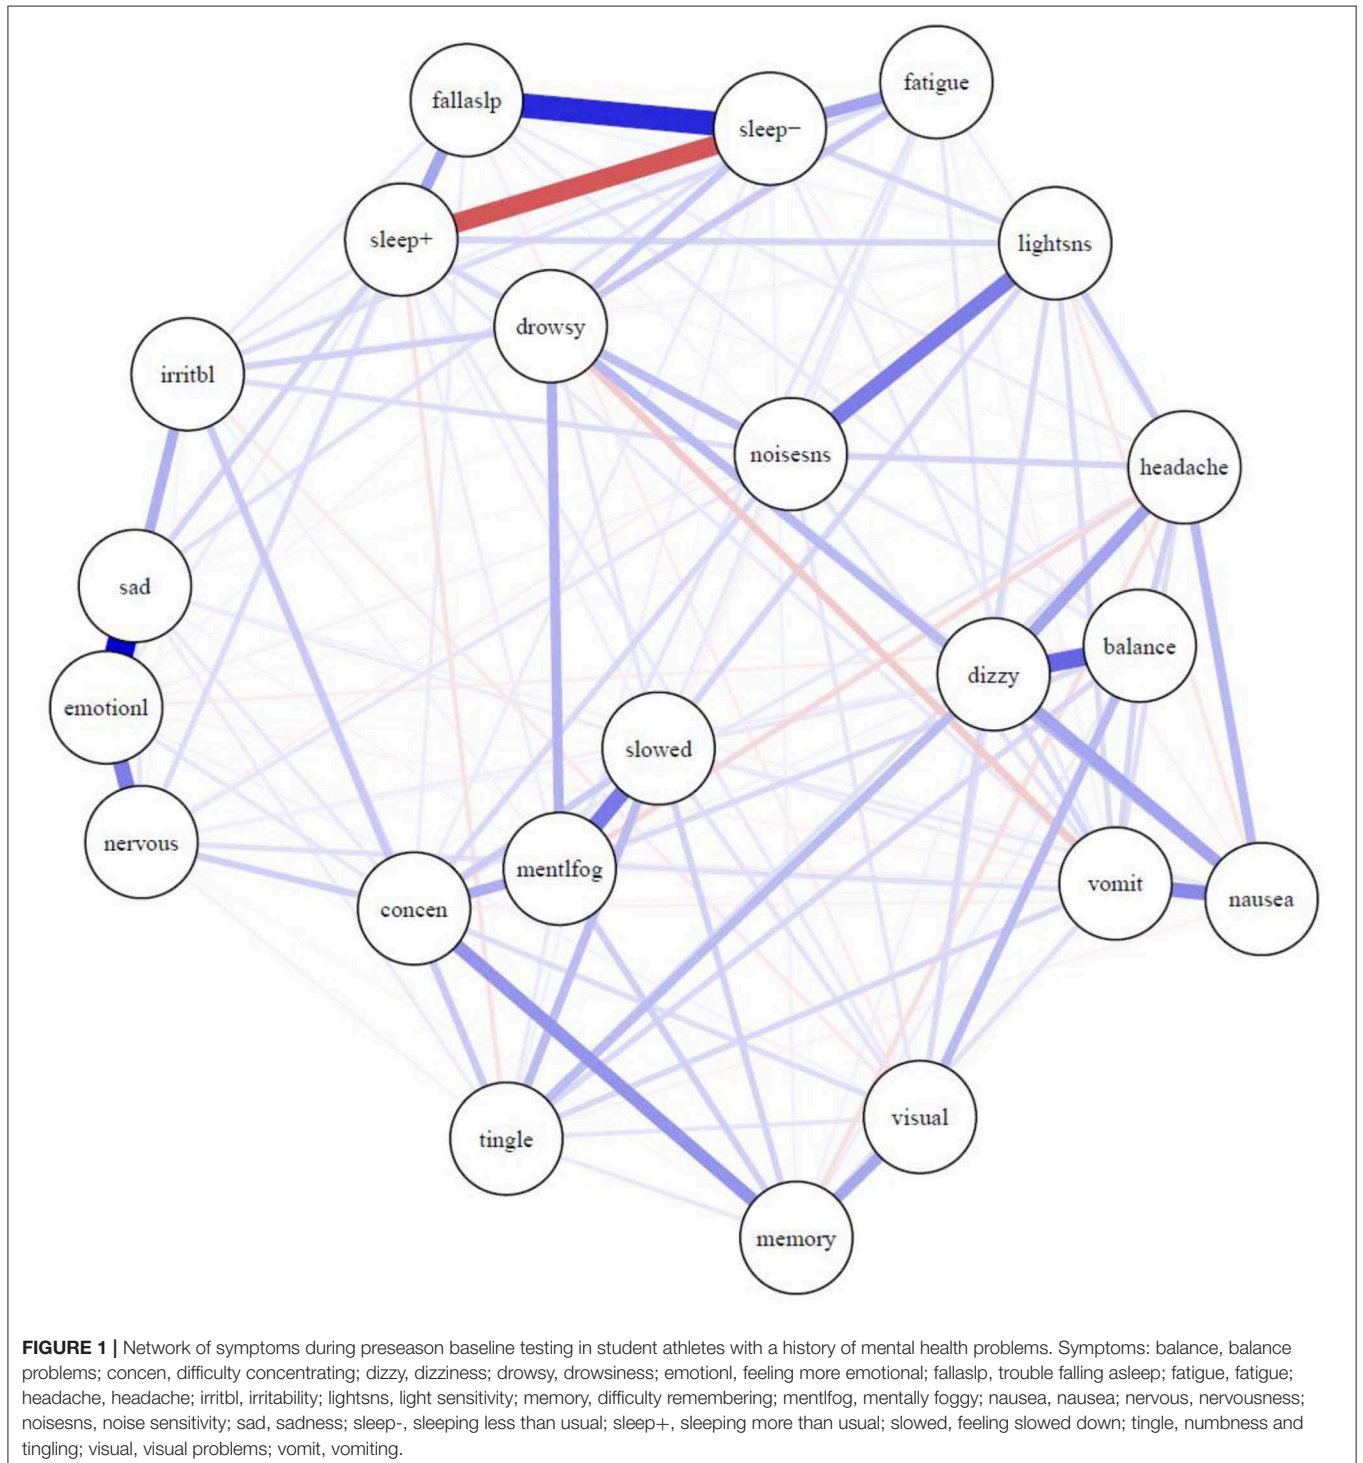 fatigue
fallaslp
sleep−
sleep+
lightsns
drowsy
irritbl
noisesns
headache
sad
balance
dizzy
emotionl
slowed
nervous
mentlfog
vomit
nausea
concen
visual
tingle
memory
FIGURE 1 | Network of symptoms during preseason baseline testing in student athletes with a history of mental health problems. Symptoms: balance, balance
problems; concen, difficulty concentrating; dizzy, dizziness; drowsy, drowsiness; emotionl, feeling more emotional; fallaslp, trouble falling asleep; fatigue, fatigue;
headache, headache; irritbl, irritability; lightsns, light sensitivity; memory, difficulty remembering; mentlfog, mentally foggy; nausea, nausea; nervous, nervousness;
noisesns, noise sensitivity; sad, sadness; sleep-, sleeping less than usual; sleep+, sleeping more than usual; slowed, feeling slowed down; tingle, numbness and
tingling; visual, visual problems; vomit, vomiting.